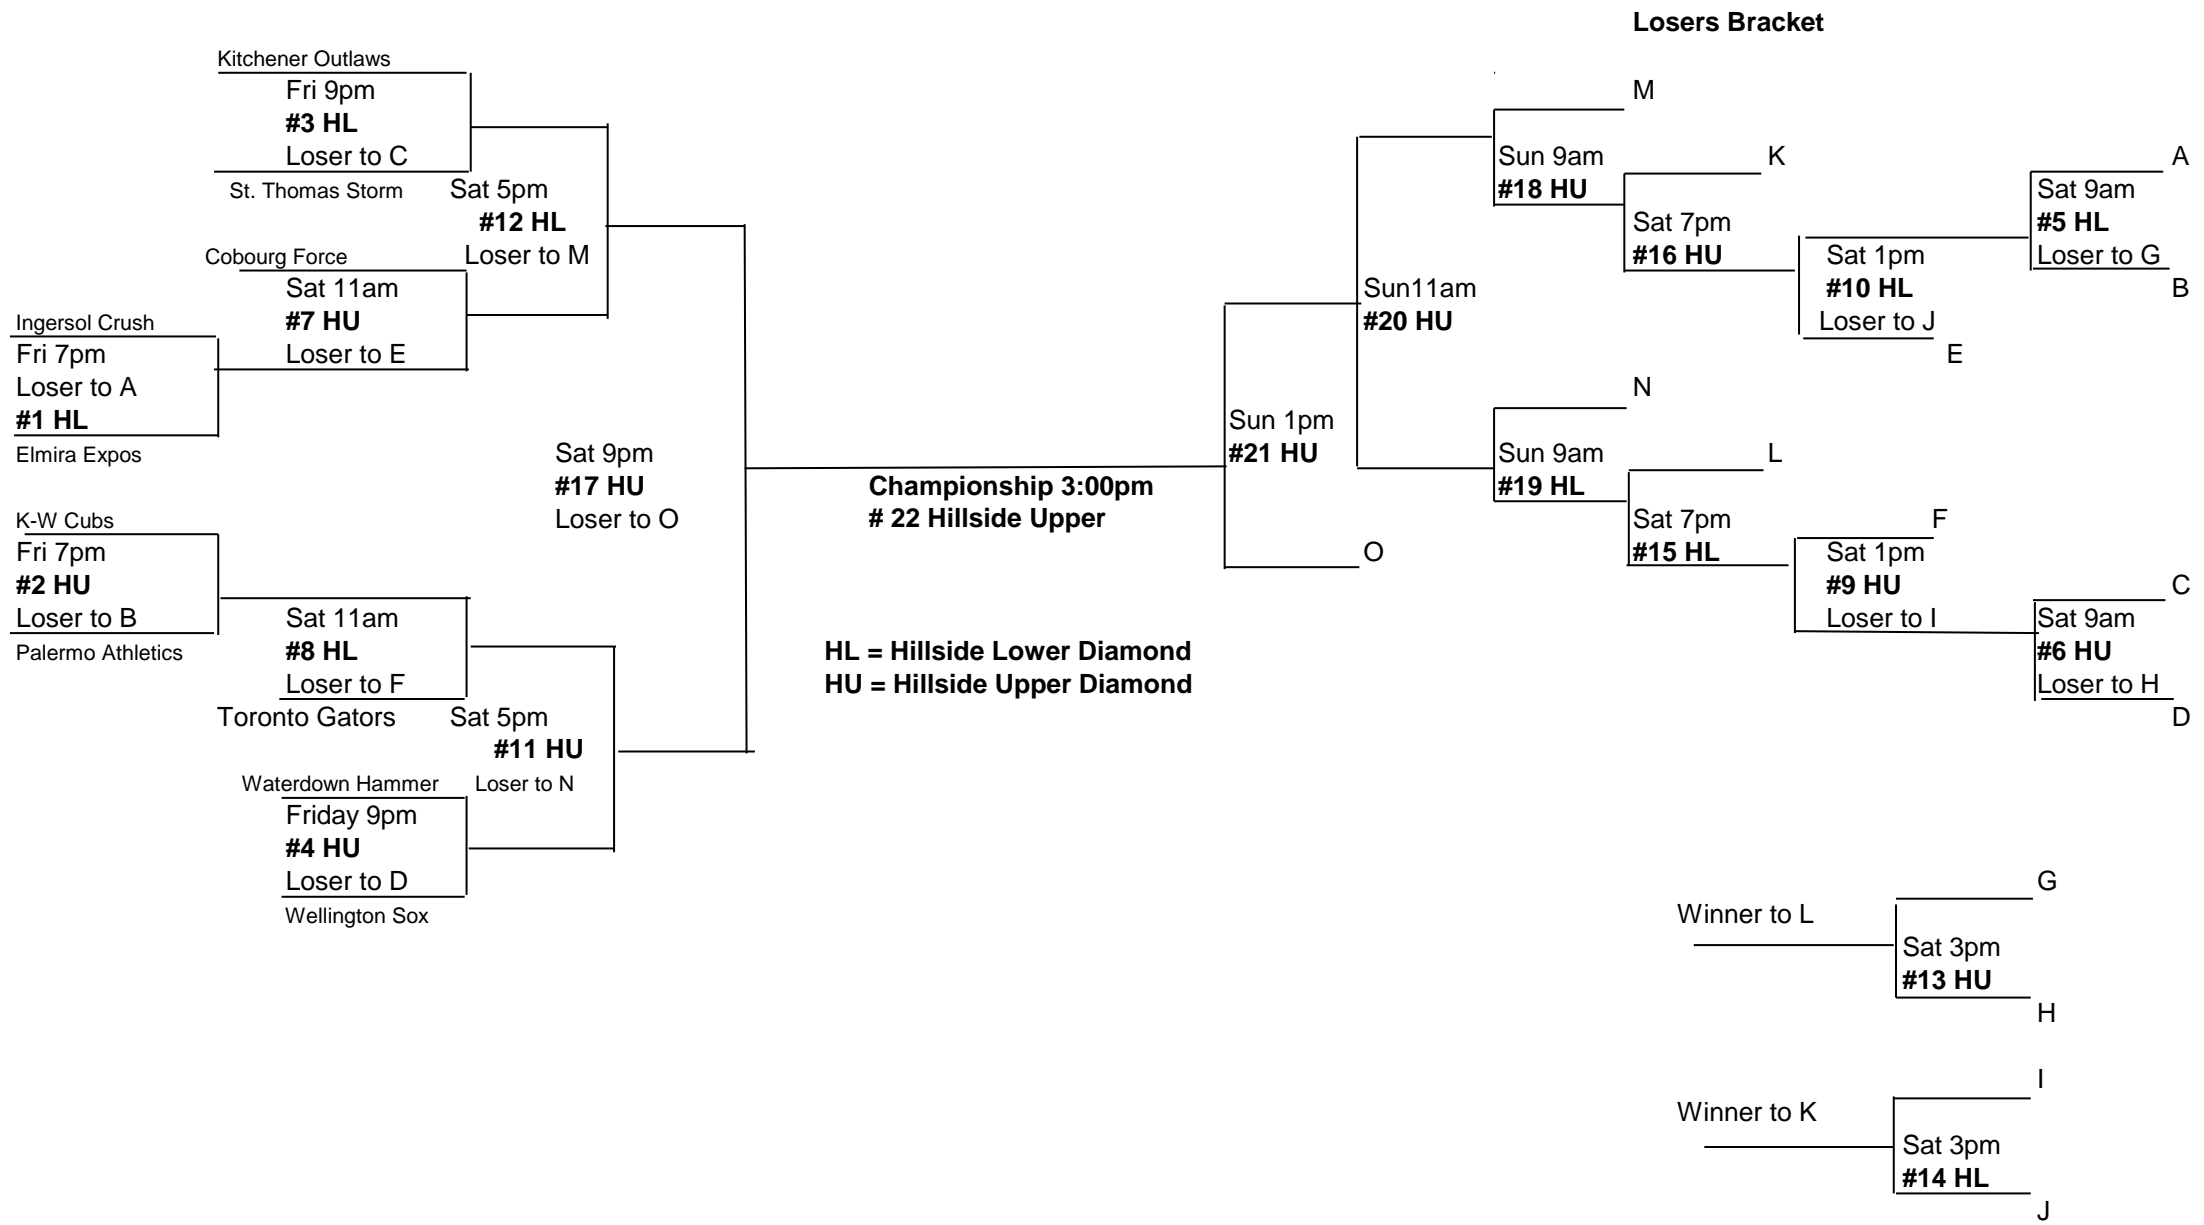 Losers Bracket
Kitchener Outlaws
Fri 9pm
#3 HL
Loser to C
St. Thomas Storm
Sat 5pm
#12 HL
Loser to M
Cobourg Force
Sat 11am
#7 HU
Loser to E
Ingersol Crush
Fri 7pm
Loser to A
#1 HL
Elmira Expos
Sat 9pm
#17 HU
Loser to O
K-W Cubs
Fri 7pm
#2 HU
Loser to B
Palermo Athletics
Sat 11am
#8 HL
Loser to F
Toronto Gators
Sat 5pm
#11 HU
Loser to N
Waterdown Hammer
Friday 9pm
#4 HU
Loser to D
Wellington Sox
Championship 3:00pm
# 22 Hillside Upper
HL = Hillside Lower Diamond
HU = Hillside Upper Diamond
Sun 1pm
#21 HU
O
Sun11am
#20 HU
M
Sun 9am
#18 HU
K
Sat 7pm
#16 HU
Sat 1pm
#10 HL
Loser to J
E
A
Sat 9am
#5 HL
Loser to G
B
N
Sun 9am
#19 HL
L
Sat 7pm
#15 HL
F
Sat 1pm
#9 HU
Loser to I
C
Sat 9am
#6 HU
Loser to H
D
G
Winner to L
Sat 3pm
#13 HU
H
I
Winner to K
Sat 3pm
#14 HL
J